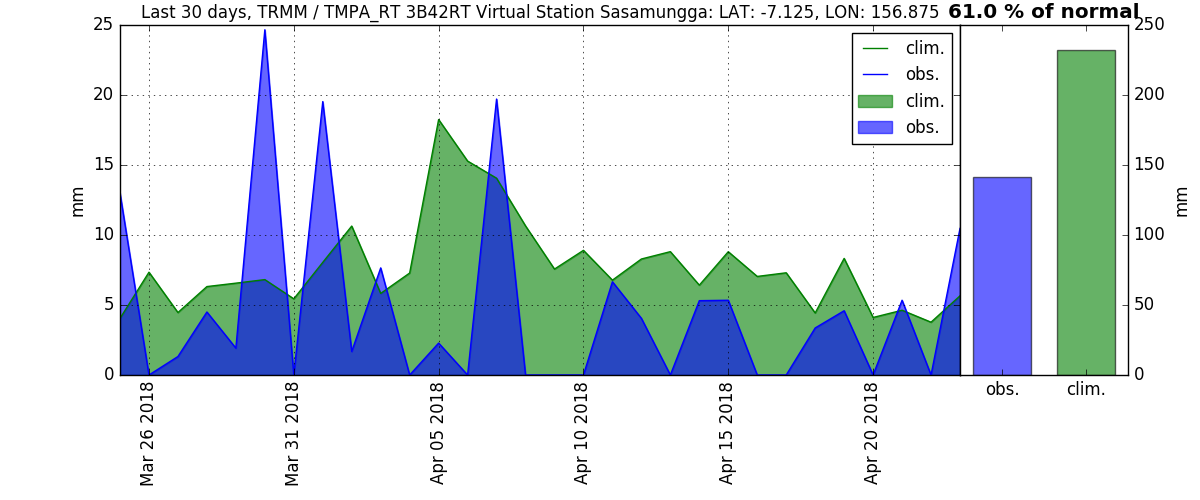 Last 30 days, TRMM / TMPA_RT 3B42RT Virtual Station Sasamungga: LAT: -7.125, LON: 156.875 61.0 % of normal
25
20
15
10
5
0
mm
clim.
obs.
clim.
obs.
Mar 26 2018
Mar 31 2018
Apr 05 2018
Apr 10 2018
Apr 15 2018
Apr 20 2018
250
200
150
100
50
0
mm
obs. clim.